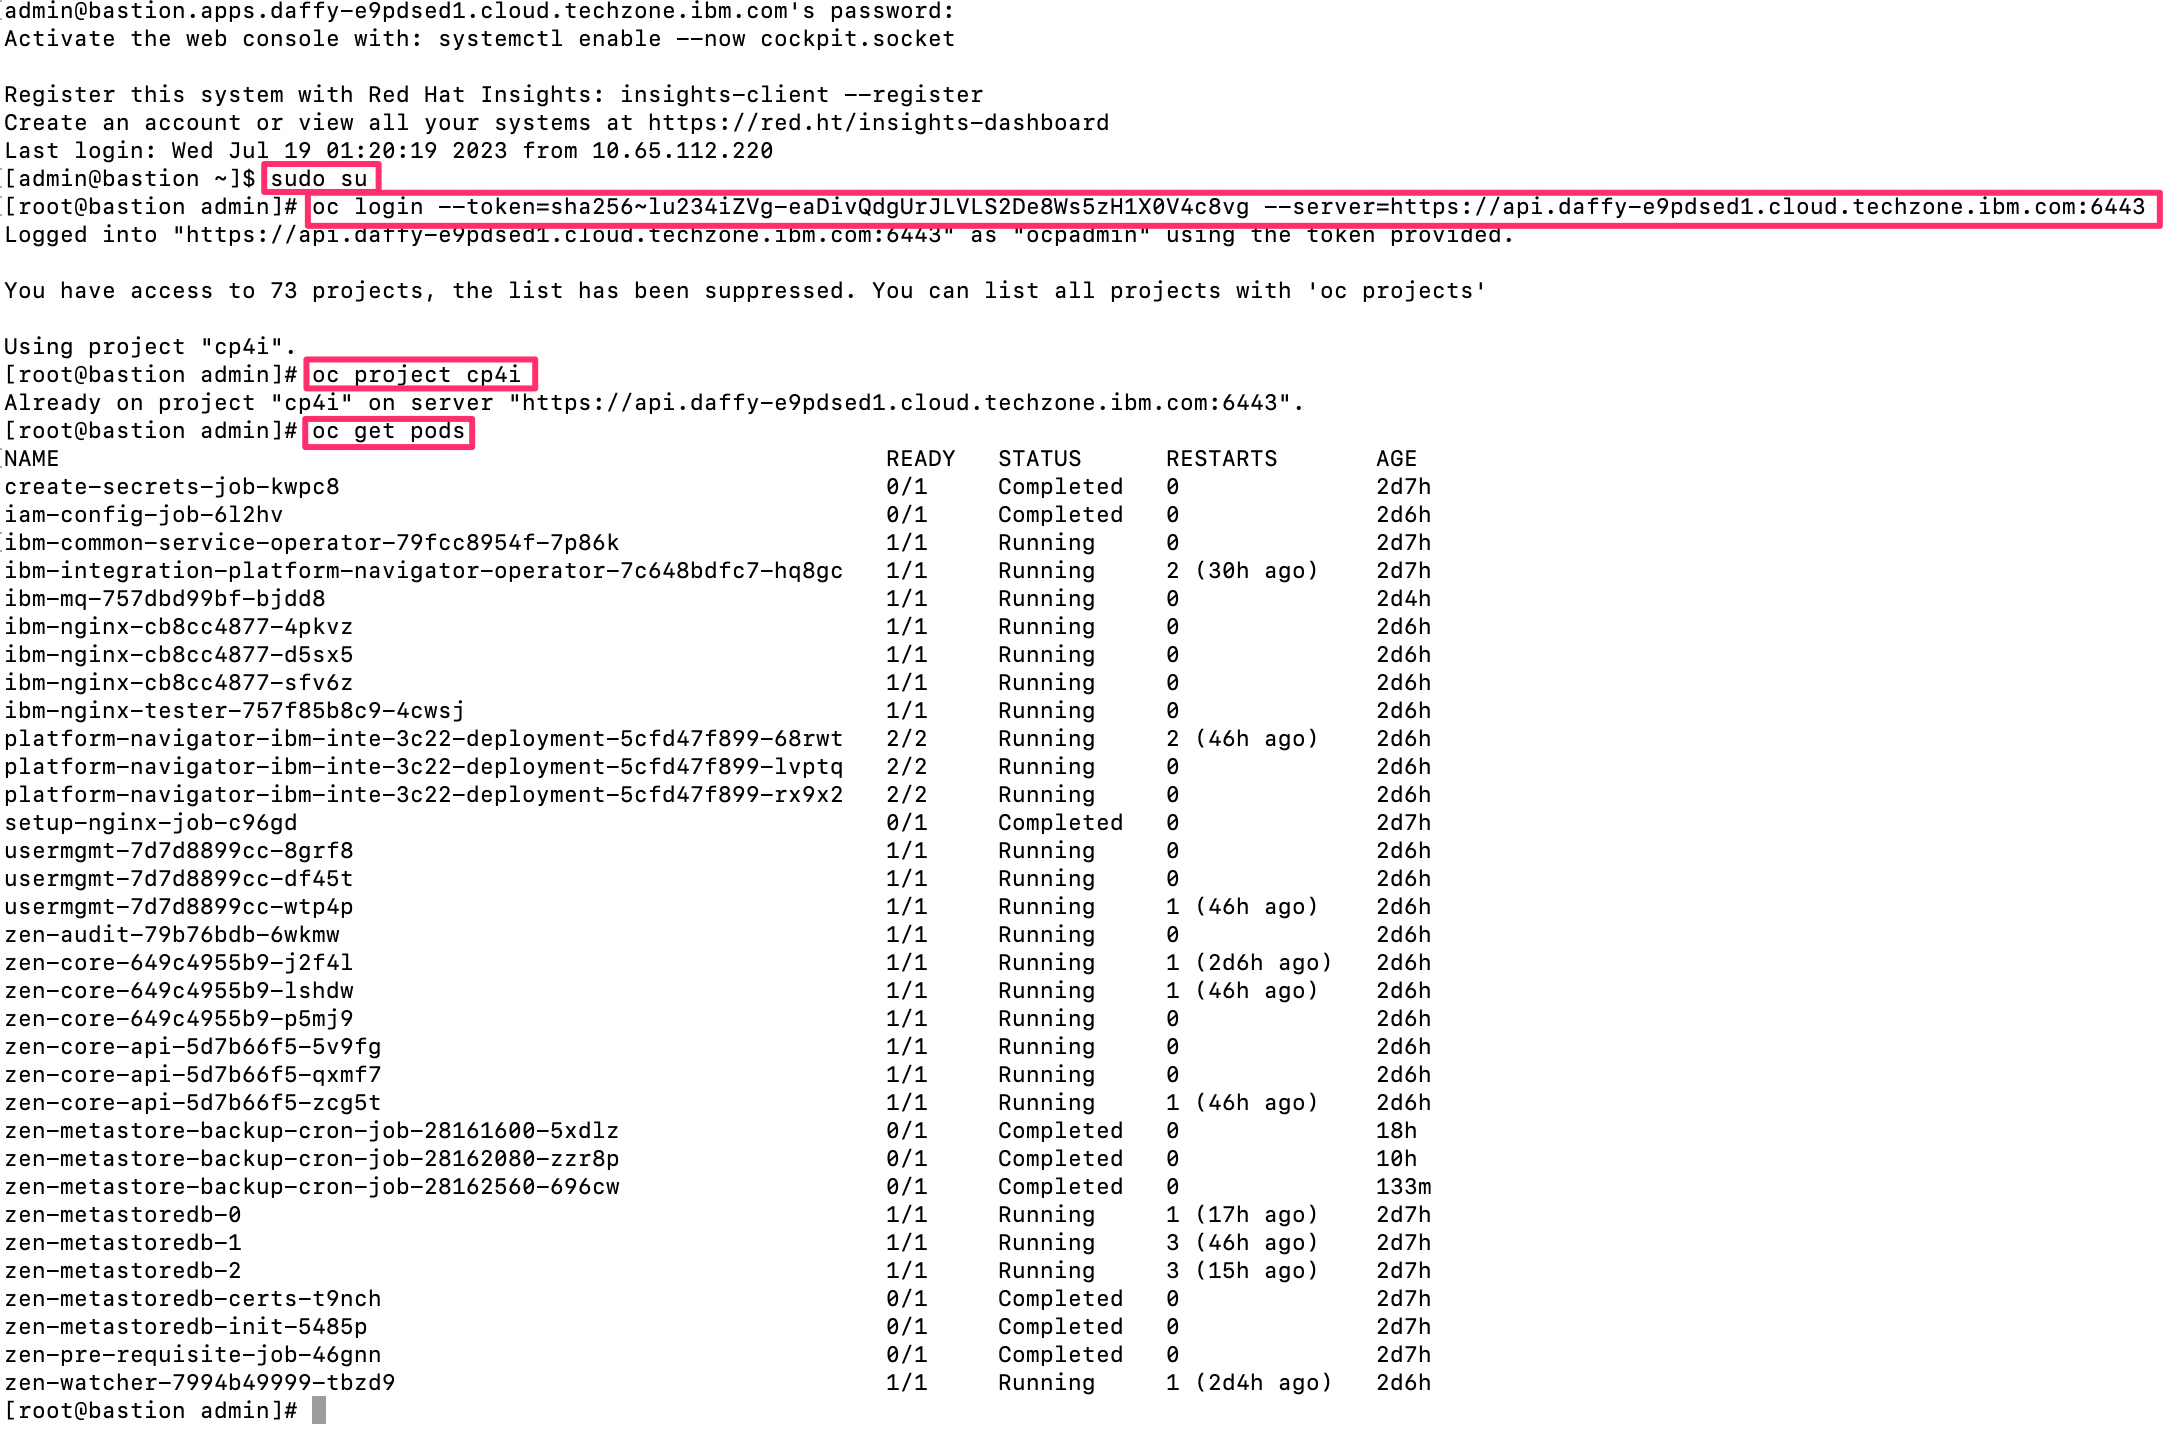 admin@bastion.apps.daffy-e9pdsed1.cloud.techzone.ibm.com's password:
Activate the web console with: systemctl enable --now cockpit.socket
Register this system with Red Hat Insights: insights-client --register
Create an account or view all your systems at https://red.ht/insights-dashboard
Last login: Wed Jul 19 01:20:19 2023 from 10.65.112.220
[admin@bastion ~]$ sudo su
[root@bastion admin]# oc login --token=sha256~lu234iZVg-eaDivQdgUrJLVLS2De8Ws5zH1X0V4c8vg --server=https://api.daffy-e9pdsed1.cloud.techzone.ibm.com:6443
Logged into "https://api.daffy-e9pdsed1.cloud.techzone.ibm.com:6443" as "ocpadmin" using the token provided.
You have access to 73 projects, the list has been suppressed. You can list all projects with 'oc projects'
Using project "cp4i".
[root@bastion admin]# oc project cp4i
Already on project "cp4i" on server "https://api.daffy-e9pdsed1.cloud.techzone.ibm.com:6443".
[root@bastion admin]# oc get pods
NAME READY STATUS RESTARTS AGE
create-secrets-job-kwpc8 0/1 Completed 0 2d7h
iam-config-job-6l2hv 0/1 Completed 0 2d6h
ibm-common-service-operator-79fcc8954f-7p86k 1/1 Running 0 2d7h
ibm-integration-platform-navigator-operator-7c648bdfc7-hq8gc 1/1 Running 2 (30h ago) 2d7h
ibm-mq-757dbd99bf-bjdd8 1/1 Running 0 2d4h
ibm-nginx-cb8cc4877-4pkvz 1/1 Running 0 2d6h
ibm-nginx-cb8cc4877-d5sx5 1/1 Running 0 2d6h
ibm-nginx-cb8cc4877-sfv6z 1/1 Running 0 2d6h
ibm-nginx-tester-757f85b8c9-4cwsj 1/1 Running 0 2d6h
platform-navigator-ibm-inte-3c22-deployment-5cfd47f899-68rwt 2/2 Running 2 (46h ago) 2d6h
platform-navigator-ibm-inte-3c22-deployment-5cfd47f899-lvptq 2/2 Running 0 2d6h
platform-navigator-ibm-inte-3c22-deployment-5cfd47f899-rx9x2 2/2 Running 0 2d6h
setup-nginx-job-c96gd 0/1 Completed 0 2d7h
usermgmt-7d7d8899cc-8grf8 1/1 Running 0 2d6h
usermgmt-7d7d8899cc-df45t 1/1 Running 0 2d6h
usermgmt-7d7d8899cc-wtp4p 1/1 Running 1 (46h ago) 2d6h
zen-audit-79b76bdb-6wkmw 1/1 Running 0 2d6h
zen-core-649c4955b9-j2f4l 1/1 Running 1 (2d6h ago) 2d6h
zen-core-649c4955b9-lshdw 1/1 Running 1 (46h ago) 2d6h
zen-core-649c4955b9-p5mj9 1/1 Running 0 2d6h
zen-core-api-5d7b66f5-5v9fg 1/1 Running 0 2d6h
zen-core-api-5d7b66f5-qxmf7 1/1 Running 0 2d6h
zen-core-api-5d7b66f5-zcg5t 1/1 Running 1 (46h ago) 2d6h
zen-metastore-backup-cron-job-28161600-5xdlz 0/1 Completed 0 18h
zen-metastore-backup-cron-job-28162080-zzr8p 0/1 Completed 0 10h
zen-metastore-backup-cron-job-28162560-696cw 0/1 Completed 0 133m
zen-metastoredb-0 1/1 Running 1 (17h ago) 2d7h
zen-metastoredb-1 1/1 Running 3 (46h ago) 2d7h
zen-metastoredb-2 1/1 Running 3 (15h ago) 2d7h
zen-metastoredb-certs-t9nch 0/1 Completed 0 2d7h
zen-metastoredb-init-5485p 0/1 Completed 0 2d7h
zen-pre-requisite-job-46gnn 0/1 Completed 0 2d7h
zen-watcher-7994b49999-tbzd9 1/1 Running 1 (2d4h ago) 2d6h
[root@bastion admin]#